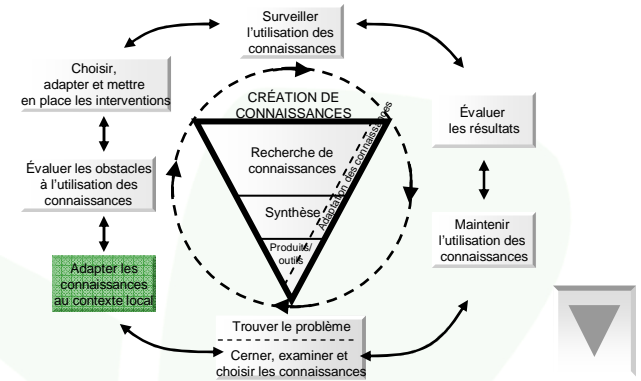 Surveiller
l'utilisation des
connaissances
Choisir,
adapter et mettre
en place les interventions
CRÉATION DE
CONNAISSANCES
Évaluer
les résultats
Recherche de
connaissances
Adaptation des connaissances
Évaluer les obstacles
à l'utilisation des
connaissances
Synthèse
Produits/
outils
Maintenir
l'utilisation des
connaissances
Adapter les
connaissances
au contexte local
Trouver le problème
Cerner, examiner et
choisir les connaissances